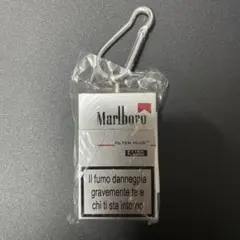 Marlboro
FILTER PLUS
Il fumo danneggia
gravemente te e
chi ti sta intorno